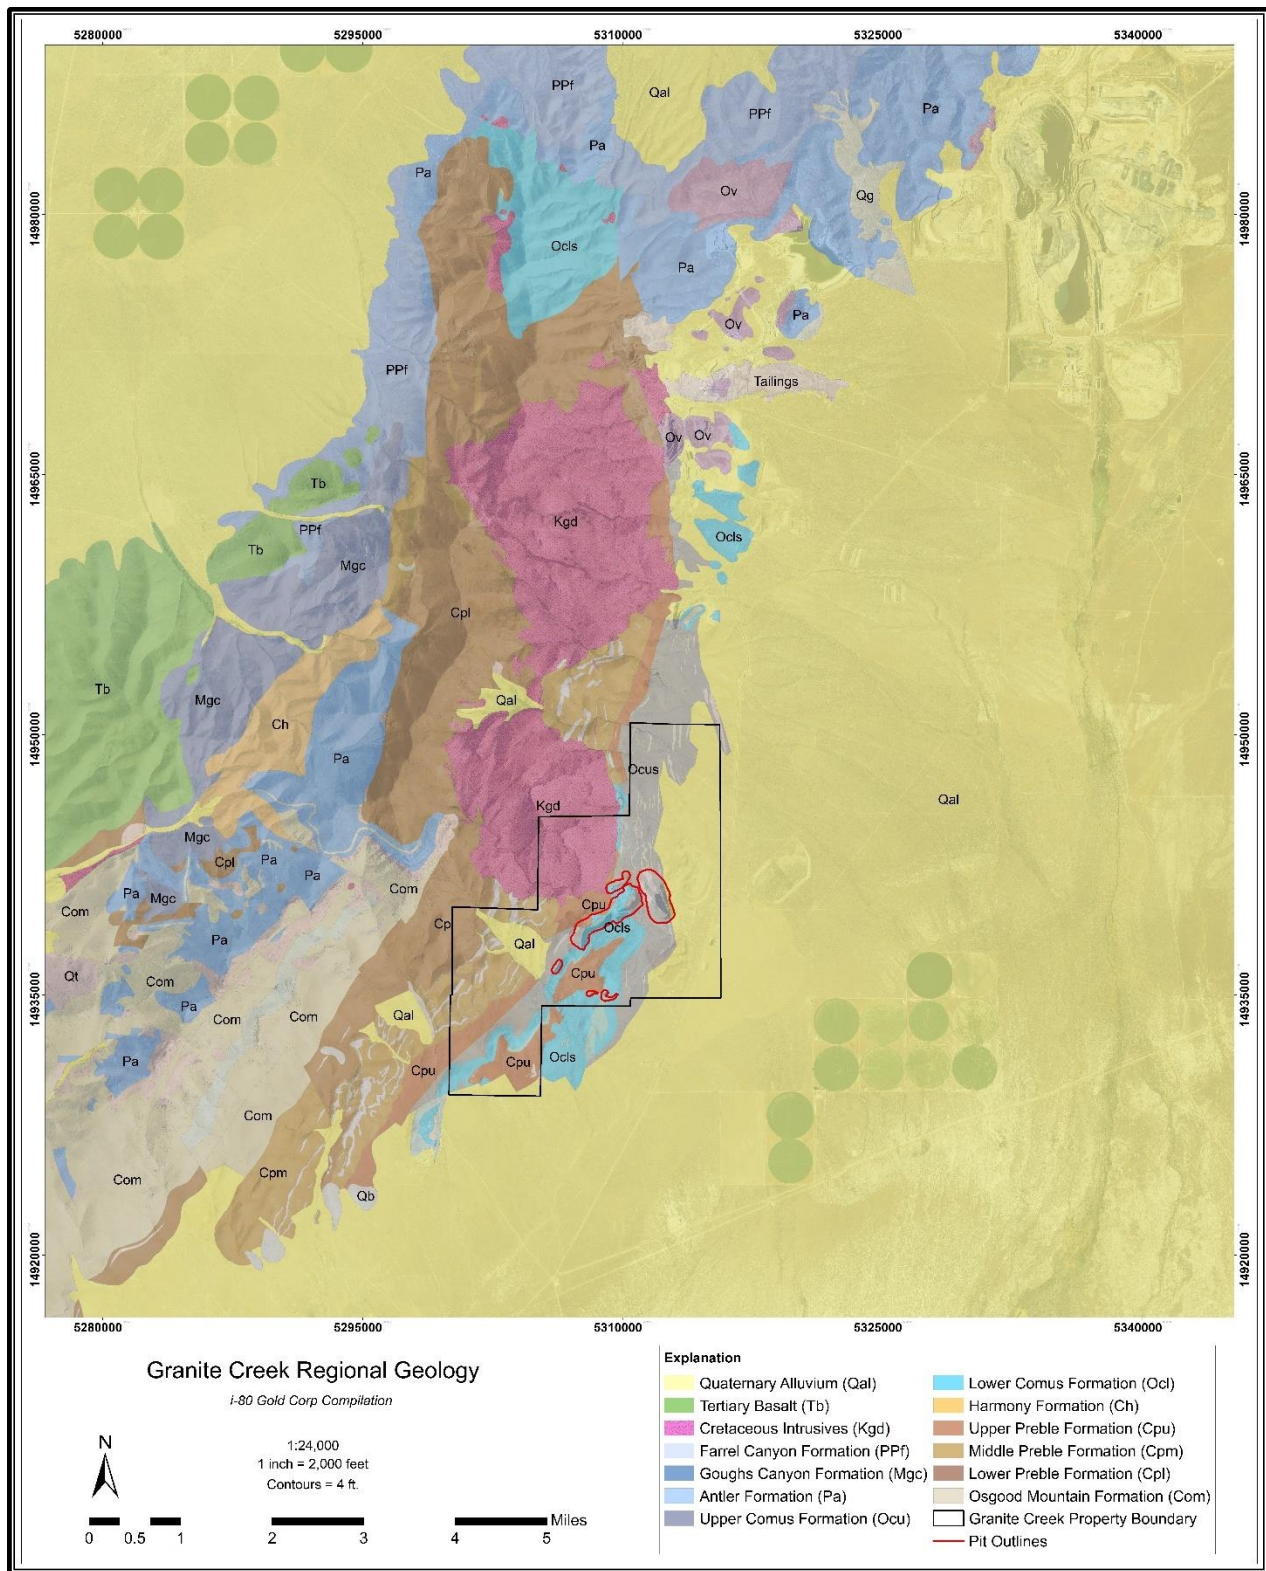 5280000 5295000 5310000 5325000 5340000
PPf
Qal
PPf
Pa
Pa
Pa
Ov
Qg
14980000 14980000
Ocls
Pa
Ov
Pa
PPf
Tailings
Ov Ov
14965000 14965000
Tb
Kgd
PPf
Ocls
Tb
Mgc
Cpl
Tb
Mgc
Qal
Ch
14950000 14950000
Pa
Ocus
Qal
Kgd
Mgc
Cpl
Pa
Pa
Com
Pa
Mgc
Cpu
Com
Cp
Ocls
Pa
Qal
Qt
Com
Cpu
14935000 14935000
Pa
Com
Com
Qal
Pa
Cpu
Cpu
Ocls
Com
Com
Cpm
Qb
14920000 14920000
5280000 5295000 5310000 5325000 5340000
Granite Creek Regional Geology
i-80 Gold Corp Compilation
1:24,000
1 inch = 2,000 feet
Contours = 4 ft.
N
Miles
0 0.5 1 2 3 4 5
Explanation
Quaternary Alluvium (Qal)
Tertiary Basalt (Tb)
Cretaceous Intrusives (Kgd)
Farrel Canyon Formation (PPf)
Goughs Canyon Formation (Mgc)
Antler Formation (Pa)
Upper Comus Formation (Ocu)
Lower Comus Formation (Ocl)
Harmony Formation (Ch)
Upper Preble Formation (Cpu)
Middle Preble Formation (Cpm)
Lower Preble Formation (Cpl)
Osgood Mountain Formation (Com)
Granite Creek Property Boundary
Pit Outlines